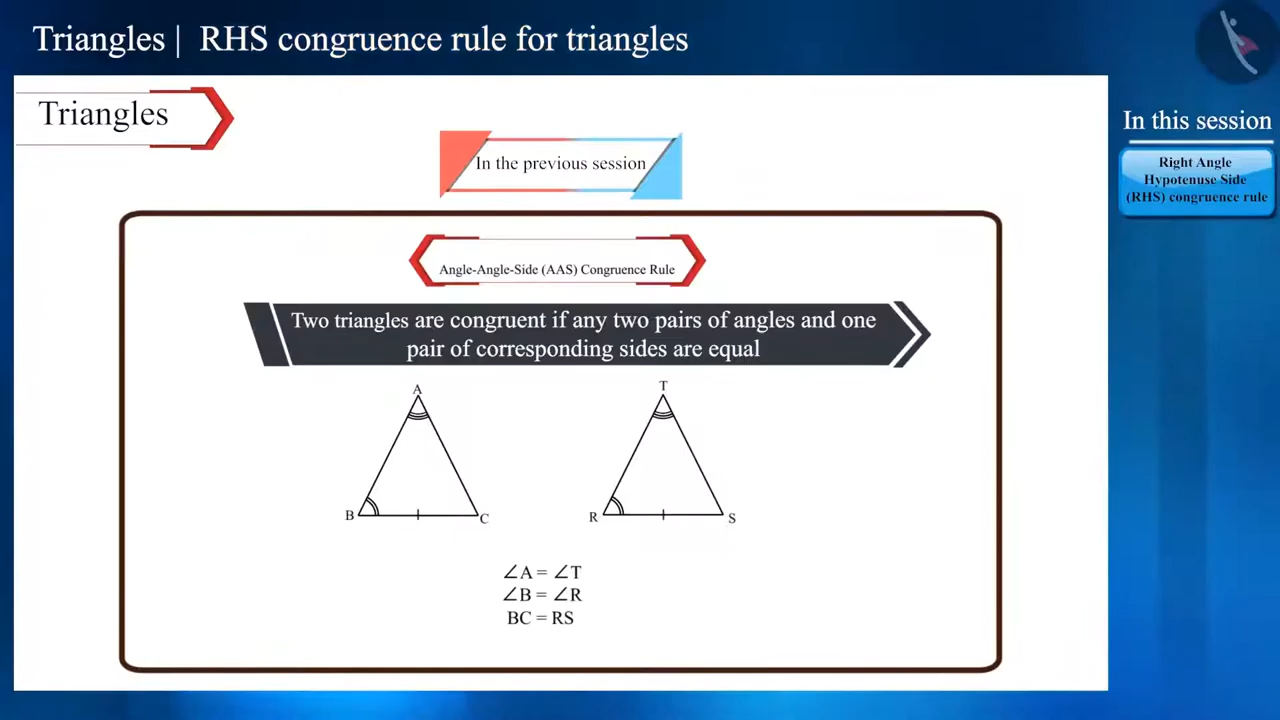 Triangles | RHS congruence rule for triangles
Triangles
In the previous session
In this session
Right Angle
Hypotenuse Side
(RHS) congruence rule
Angle-Angle-Side (AAS) Congruence Rule
Two triangles are congruent if any two pairs of angles and one
pair of corresponding sides are equal
A
B
C
T
R
S
∠A = ∠T
∠B = ∠R
BC = RS